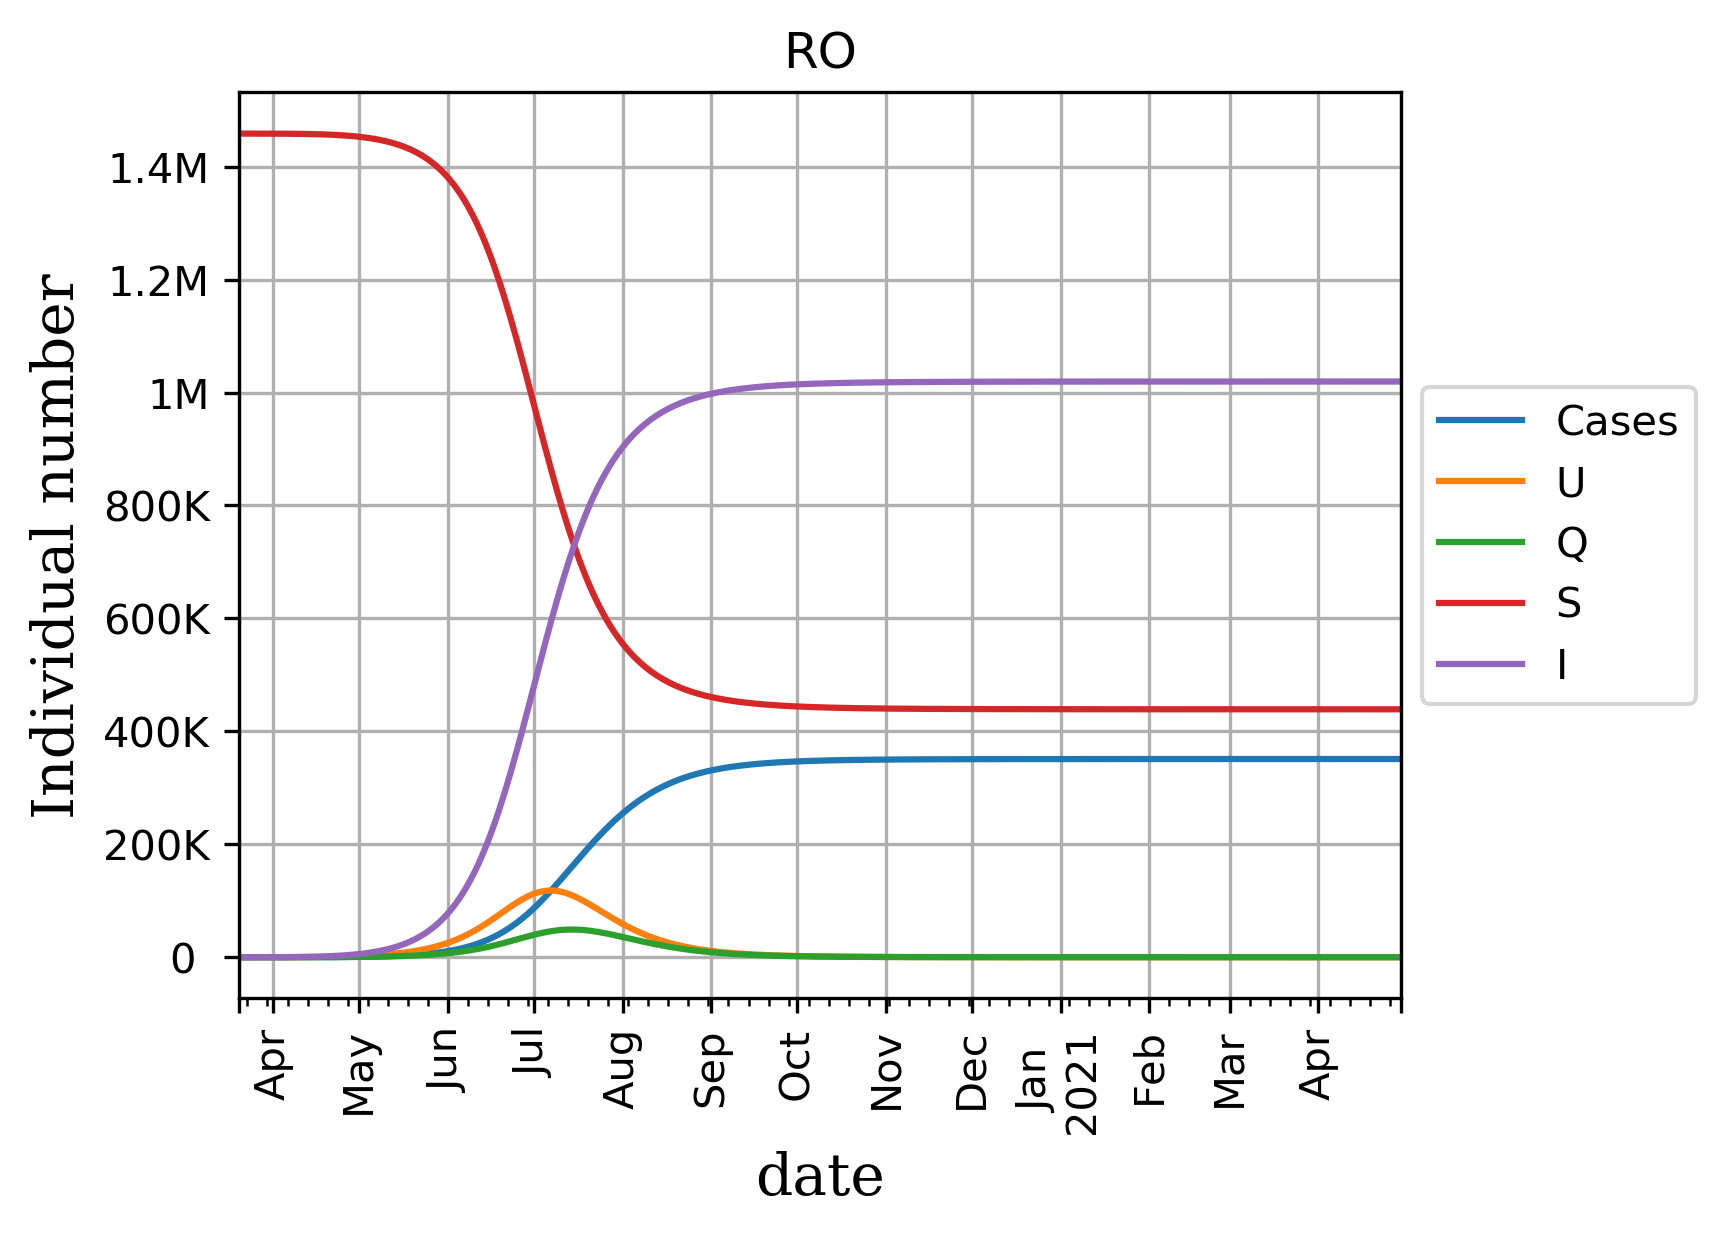 RO
Individual number
1.4M
1.2M
1M
800K
600K
400K
200K
0
Apr
May
Jun
Jul
Aug
Sep
Oct
Nov
Dec
Jan
2021
Feb
Mar
Apr
date
Cases
U
Q
S
I